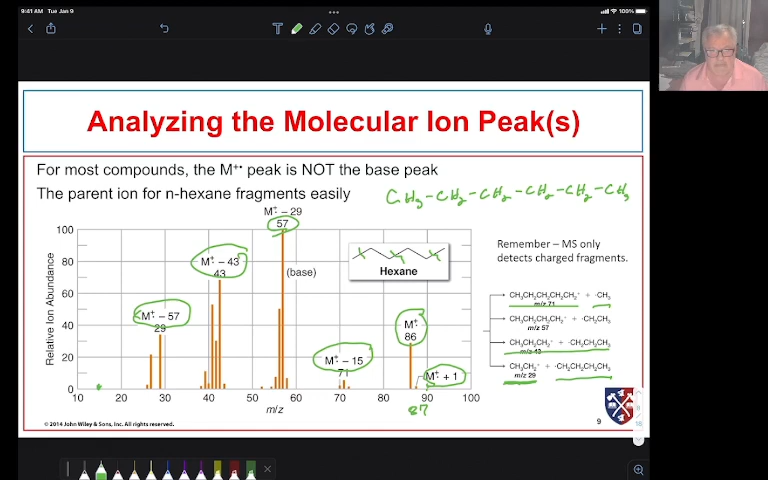 9:41 AM Tue Jan 9
100%
Analyzing the Molecular Ion Peak(s)
For most compounds, the M⁺• peak is NOT the base peak
The parent ion for n-hexane fragments easily
CH₃-CH₂-CH₂-CH₂-CH₂-CH₃
M⁺• – 29
57
100
80
60
40
20
0
Relative Ion Abundance
M⁺• – 43
43
(base)
Hexane
M⁺• – 57
29
M⁺•
86
M⁺• – 15
71
M⁺• + 1
10 20 30 40 50 60 70 80 90 100
m/z
87
Remember – MS only
detects charged fragments.
CH₃CH₂CH₂CH₂CH₂⁺ + ·CH₃
m/z 71
CH₃CH₂CH₂CH₂⁺ + ·CH₂CH₃
m/z 57
CH₃CH₂CH₂⁺ + ·CH₂CH₂CH₃
m/z 43
CH₃CH₂⁺ + ·CH₂CH₂CH₂CH₃
m/z 29
© 2014 John Wiley & Sons, Inc. All rights reserved.
9